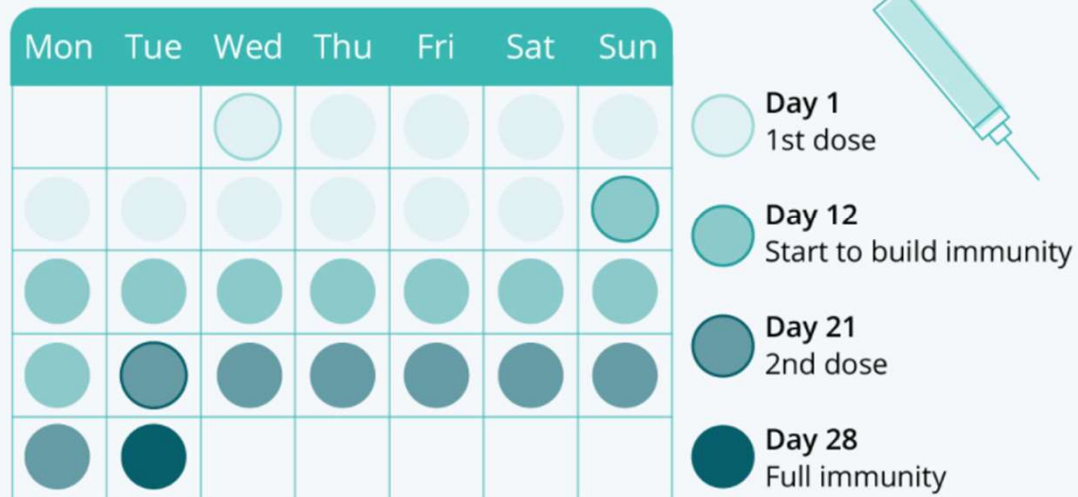 Mon Tue Wed Thu Fri Sat Sun
Day 1
1st dose
Day 12
Start to build immunity
Day 21
2nd dose
Day 28
Full immunity